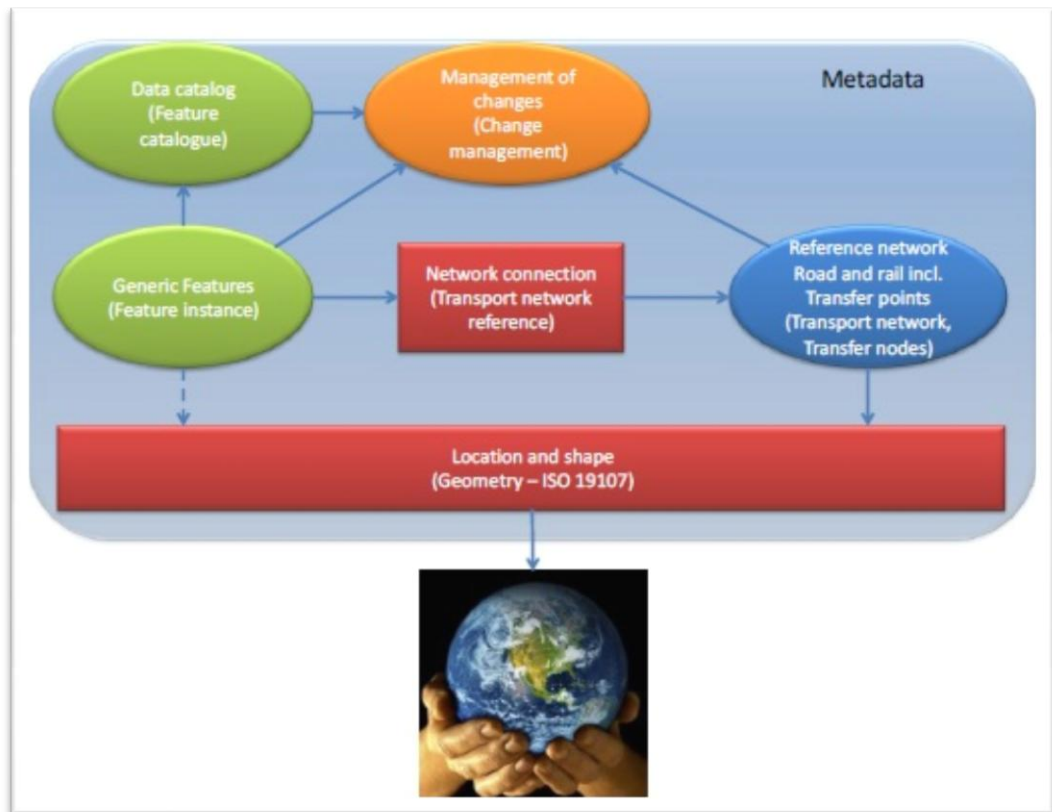 Data catalog
(Feature
catalogue)
Management of
changes
(Change
management)
Metadata
Generic Features
(Feature instance)
Network connection
(Transport network
reference)
Reference network
Road and rail incl.
Transfer points
(Transport network,
Transfer nodes)
Location and shape
(Geometry – ISO 19107)